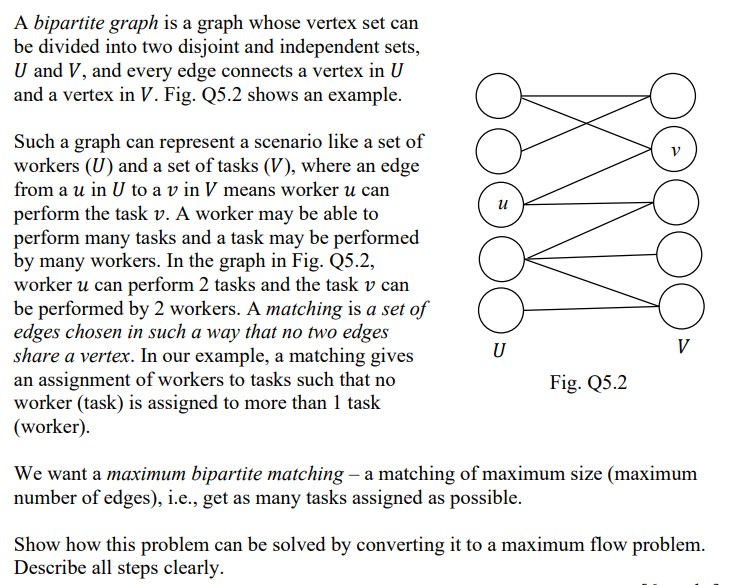 A bipartite graph is a graph whose vertex set can
be divided into two disjoint and independent sets,
U and V, and every edge connects a vertex in U
and a vertex in V. Fig. Q5.2 shows an example.
Such a graph can represent a scenario like a set of
workers (U) and a set of tasks (V), where an edge
from a u in U to a v in V means worker u can
perform the task v. A worker may be able to
perform many tasks and a task may be performed
by many workers. In the graph in Fig. Q5.2,
worker u can perform 2 tasks and the task v can
be performed by 2 workers. A matching is a set of
edges chosen in such a way that no two edges
share a vertex. In our example, a matching gives
an assignment of workers to tasks such that no
worker (task) is assigned to more than 1 task
(worker).
v
u
U
V
Fig. Q5.2
We want a maximum bipartite matching – a matching of maximum size (maximum
number of edges), i.e., get as many tasks assigned as possible.
Show how this problem can be solved by converting it to a maximum flow problem.
Describe all steps clearly.